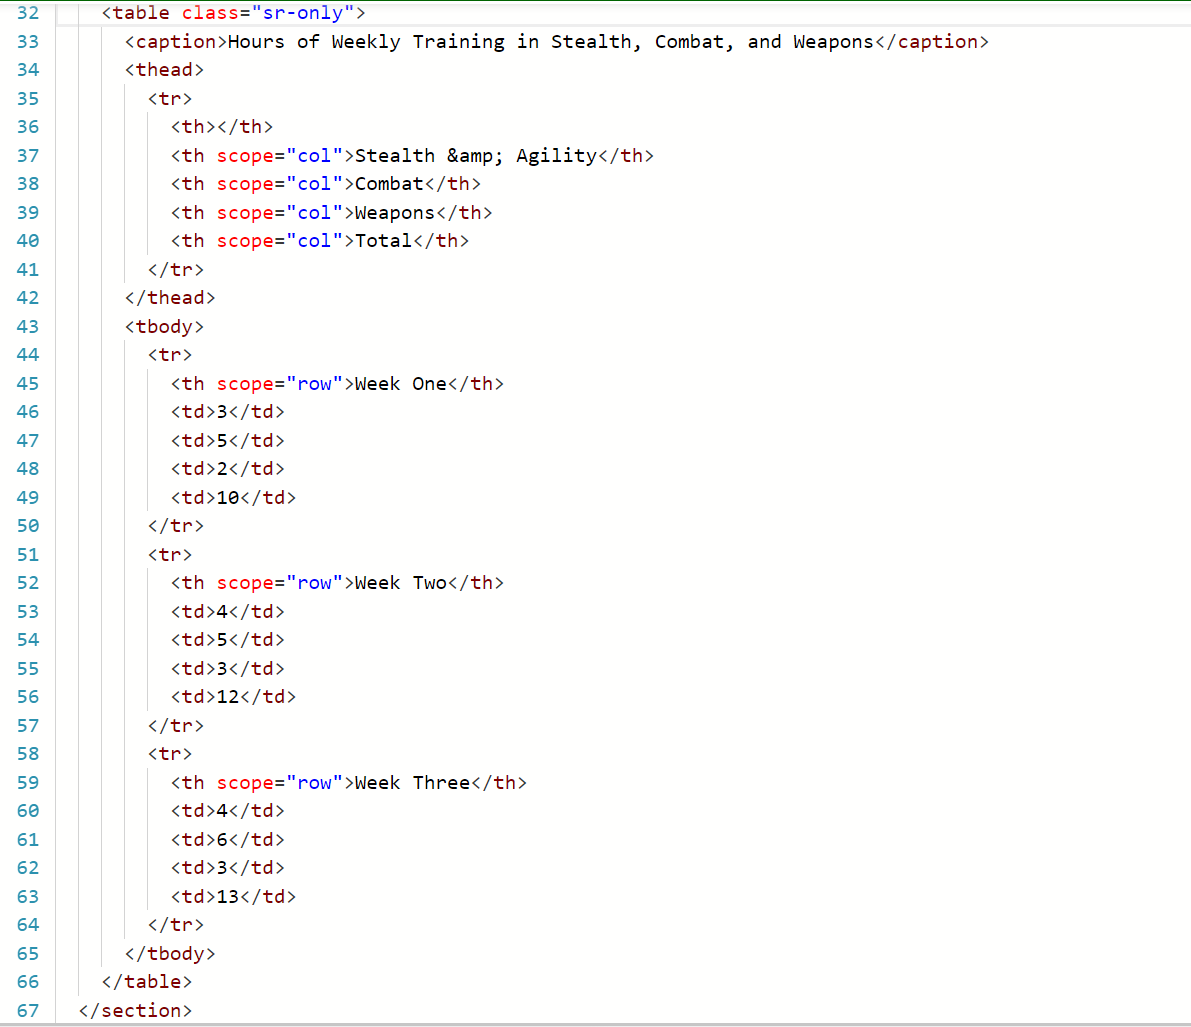 32 <table class="sr-only">
33 <caption>Hours of Weekly Training in Stealth, Combat, and Weapons</caption>
34 <thead>
35 <tr>
36 <th></th>
37 <th scope="col">Stealth &amp; Agility</th>
38 <th scope="col">Combat</th>
39 <th scope="col">Weapons</th>
40 <th scope="col">Total</th>
41 </tr>
42 </thead>
43 <tbody>
44 <tr>
45 <th scope="row">Week One</th>
46 <td>3</td>
47 <td>5</td>
48 <td>2</td>
49 <td>10</td>
50 </tr>
51 <tr>
52 <th scope="row">Week Two</th>
53 <td>4</td>
54 <td>5</td>
55 <td>3</td>
56 <td>12</td>
57 </tr>
58 <tr>
59 <th scope="row">Week Three</th>
60 <td>4</td>
61 <td>6</td>
62 <td>3</td>
63 <td>13</td>
64 </tr>
65 </tbody>
66 </table>
67 </section>